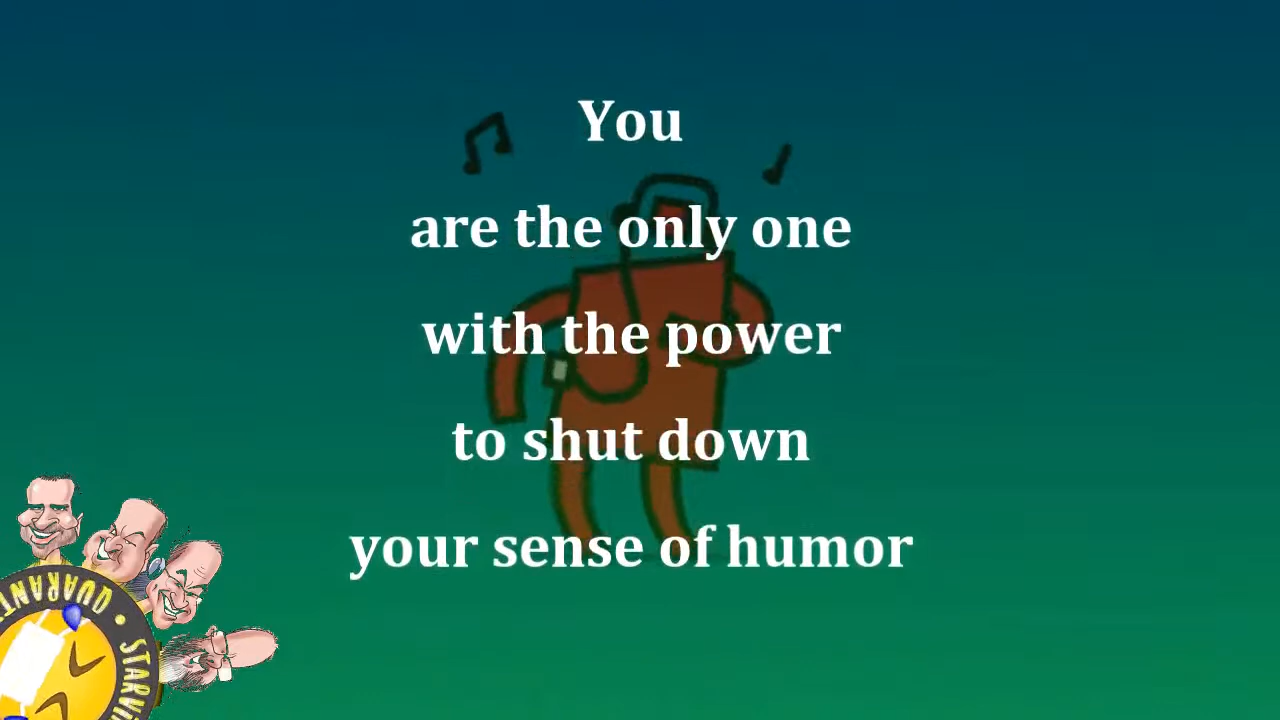 You
are the only one
with the power
to shut down
your sense of humor